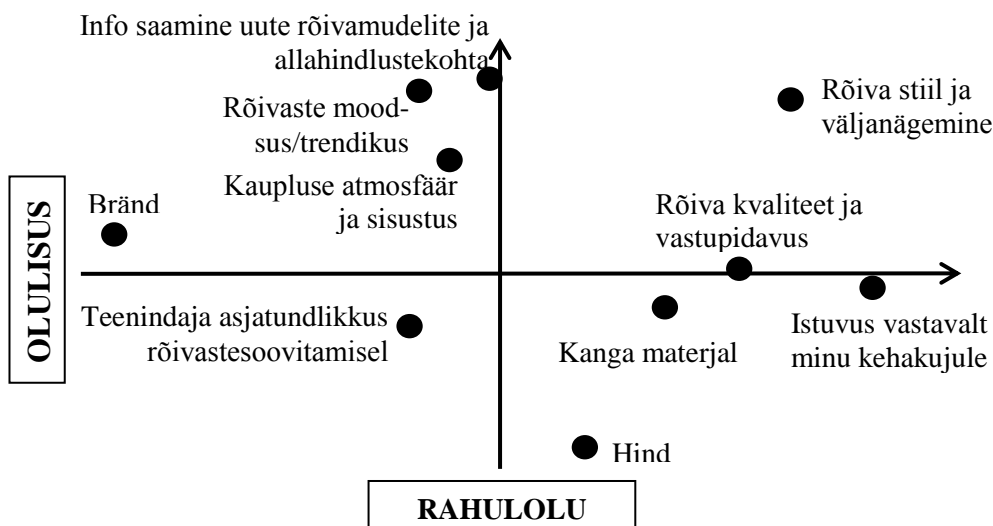 Info saamine uute rõivamudelite ja
allahindlustekohta
Rõivaste mood-
sus/trendikus
Kaupluse atmosfäär
ja sisustus
Bränd
Rõiva stiil ja
väljanägemine
Rõiva kvaliteet ja
vastupidavus
OLULISUS
Teenindaja asjatundlikkus
rõivastesoovitamisel
Kanga materjal
Istuvus vastavalt
minu kehakujule
Hind
RAHULOLU